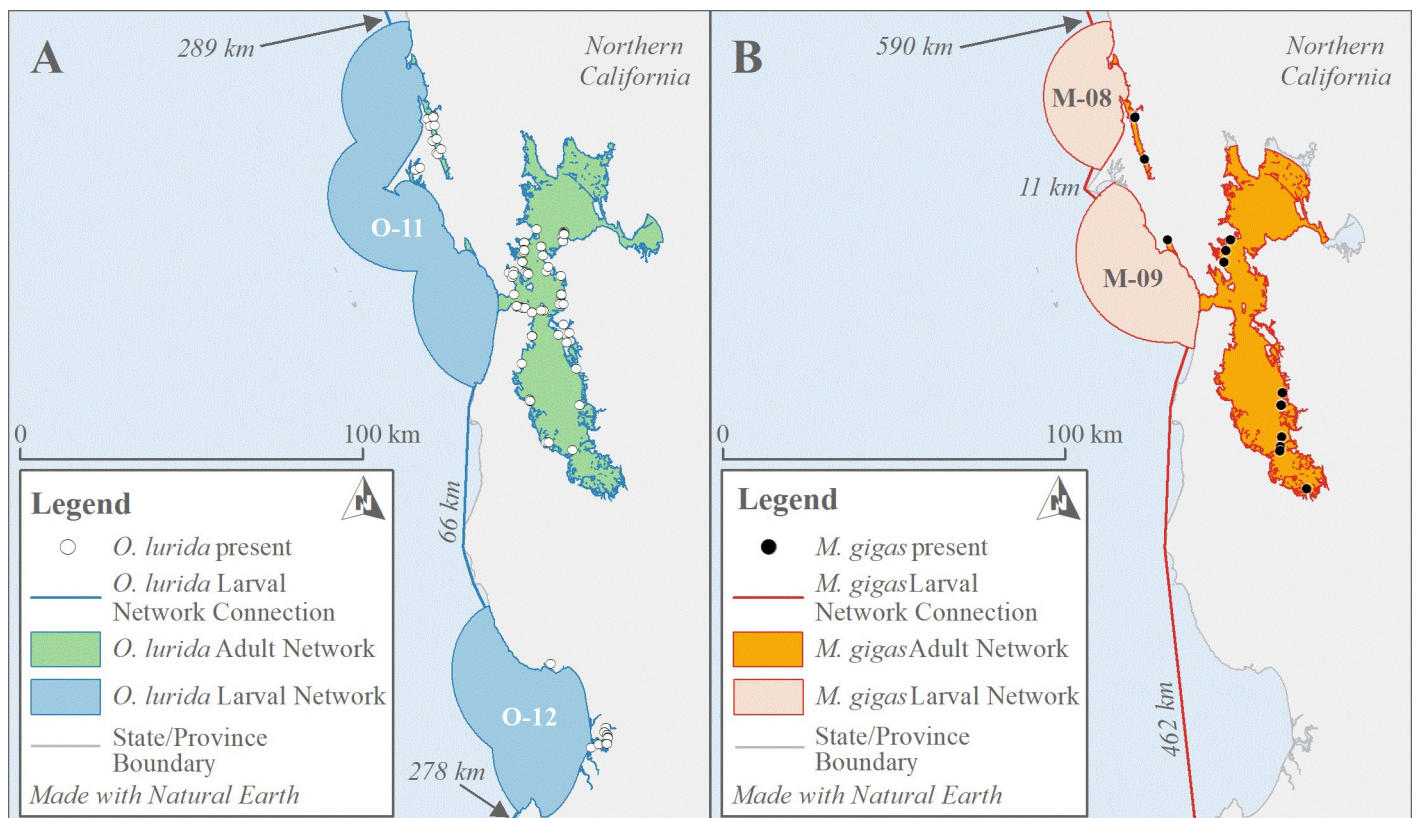 A
289 km
Northern
California
O-11
0
100 km
66 km
O-12
278 km
Legend
N
O. lurida present
O. lurida Larval
Network Connection
O. lurida Adult Network
O. lurida Larval Network
State/Province
Boundary
Made with Natural Earth
B
590 km
Northern
California
M-08
11 km
M-09
0
100 km
462 km
Legend
N
M. gigas present
M. gigas Larval
Network Connection
M. gigas Adult Network
M. gigas Larval Network
State/Province
Boundary
Made with Natural Earth